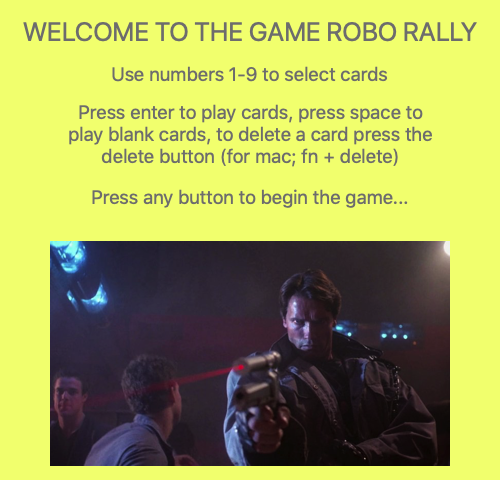 WELCOME TO THE GAME ROBO RALLY
Use numbers 1-9 to select cards
Press enter to play cards, press space to
play blank cards, to delete a card press the
delete button (for mac; fn + delete)
Press any button to begin the game...